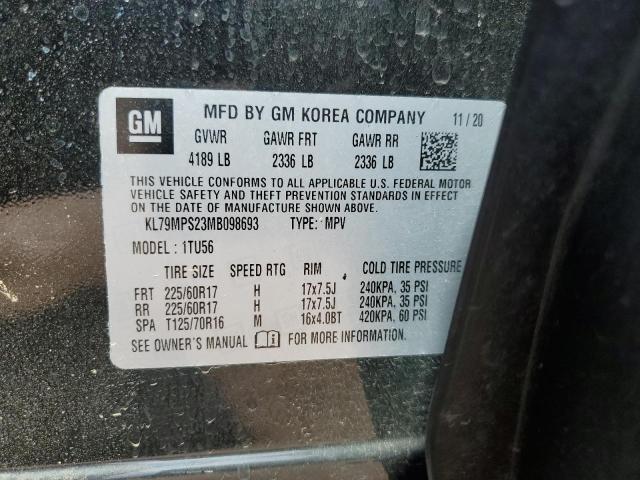 GM MFD BY GM KOREA COMPANY 11/20
GVWR GAWR FRT GAWR RR
4189 LB 2336 LB 2336 LB
THIS VEHICLE CONFORMS TO ALL APPLICABLE U.S. FEDERAL MOTOR
VEHICLE SAFETY AND THEFT PREVENTION STANDARDS IN EFFECT
ON THE DATE OF MANUFACTURE SHOWN ABOVE.
KL79MPS23MB098693 TYPE: MPV
MODEL: 1TU56
TIRE SIZE SPEED RTG RIM COLD TIRE PRESSURE
FRT 225/60R17 H 17x7.5J 240KPA, 35 PSI
RR 225/60R17 H 17x7.5J 240KPA, 35 PSI
SPA T125/70R16 M 16x4.0BT 420KPA, 60 PSI
SEE OWNER'S MANUAL FOR MORE INFORMATION.